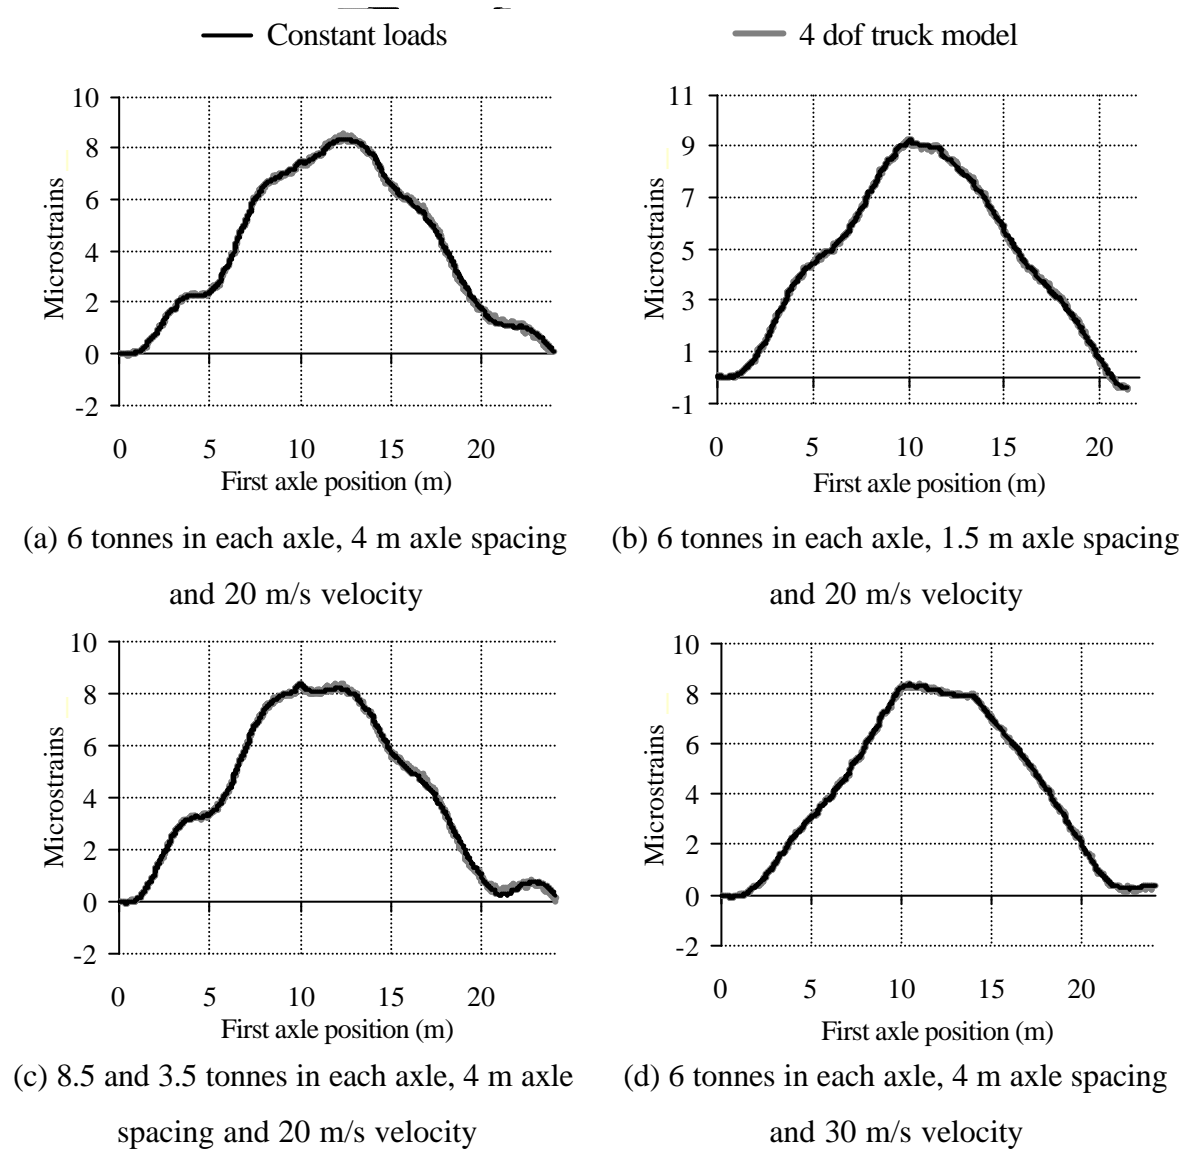 Constant loads
4 dof truck model
10
8
6
4
2
0
-2
Microstrains
0 5 10 15 20
First axle position (m)
11
9
7
5
3
1
-1
Microstrains
0 5 10 15 20
First axle position (m)
(a) 6 tonnes in each axle, 4 m axle spacing
and 20 m/s velocity
(b) 6 tonnes in each axle, 1.5 m axle spacing
and 20 m/s velocity
10
8
6
4
2
0
-2
Microstrains
0 5 10 15 20
First axle position (m)
10
8
6
4
2
0
-2
Microstrains
0 5 10 15 20
First axle position (m)
(c) 8.5 and 3.5 tonnes in each axle, 4 m axle
spacing and 20 m/s velocity
(d) 6 tonnes in each axle, 4 m axle spacing
and 30 m/s velocity